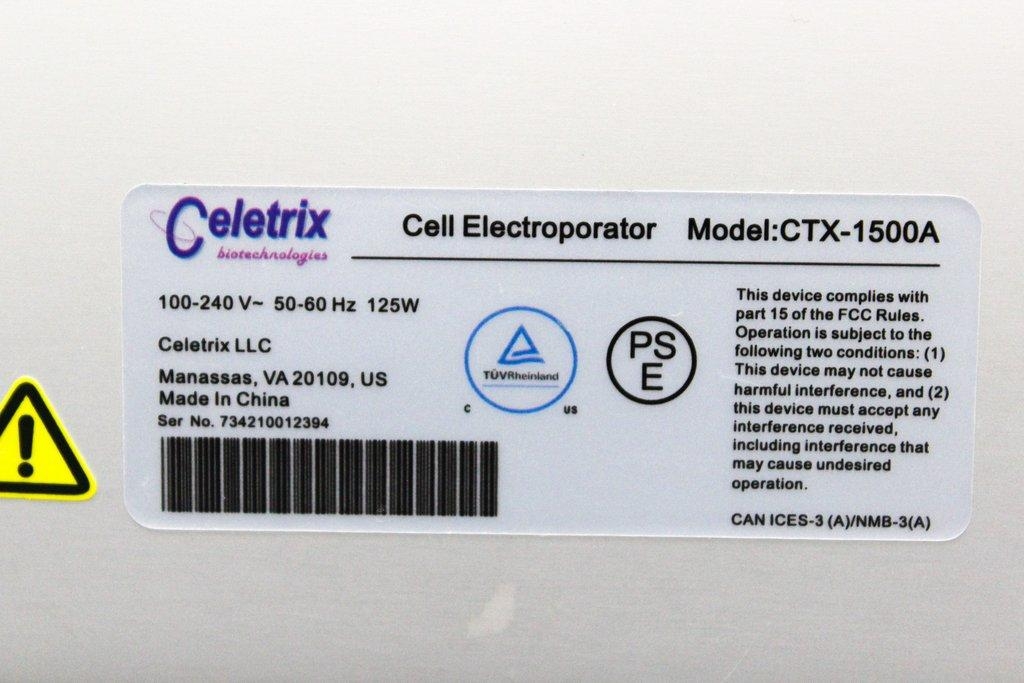 Celetrix
biotechnologies
Cell Electroporator Model:CTX-1500A
100-240 V~ 50-60 Hz 125W
Celetrix LLC
Manassas, VA 20109, US
Made In China
Ser No. 734210012394
TÜVRheinland
C US
PS
E
This device complies with
part 15 of the FCC Rules.
Operation is subject to the
following two conditions: (1)
This device may not cause
harmful interference, and (2)
this device must accept any
interference received,
including interference that
may cause undesired
operation.
CAN ICES-3 (A)/NMB-3(A)
!